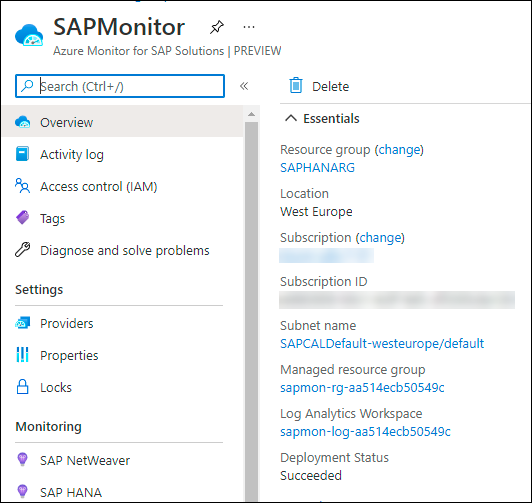 SAPMonitor
Azure Monitor for SAP Solutions | PREVIEW
Search (Ctrl+/)
«
Overview
Activity log
Access control (IAM)
Tags
Diagnose and solve problems
Settings
Providers
Properties
Locks
Monitoring
SAP NetWeaver
SAP HANA
Delete
Essentials
Resource group (change)
SAPHANARG
Location
West Europe
Subscription (change)
Subscription ID
Subnet name
SAPCALDefault-westeurope/default
Managed resource group
sapmon-rg-aa514ecb50549c
Log Analytics Workspace
sapmon-log-aa514ecb50549c
Deployment Status
Succeeded